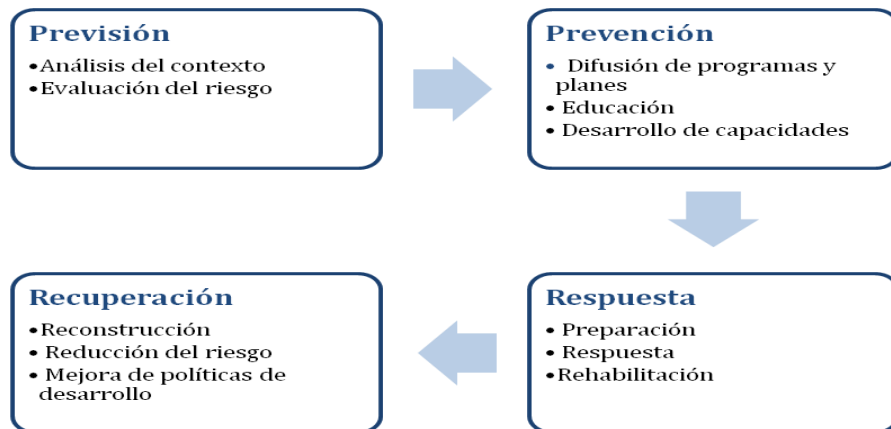 Previsión
•Análisis del contexto
•Evaluación del riesgo
Prevención
• Difusión de programas y
planes
• Educación
• Desarrollo de capacidades
Respuesta
• Preparación
• Respuesta
•Rehabilitación
Recuperación
•Reconstrucción
• Reducción del riesgo
• Mejora de políticas de
desarrollo